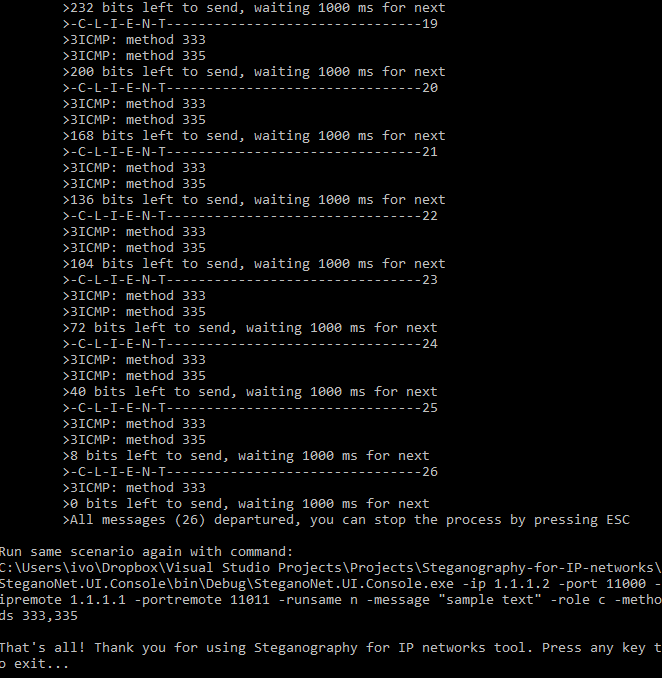 >232 bits left to send, waiting 1000 ms for next
>-C-L-I-E-N-T--------------------------------19
>3ICMP: method 333
>3ICMP: method 335
>200 bits left to send, waiting 1000 ms for next
>-C-L-I-E-N-T--------------------------------20
>3ICMP: method 333
>3ICMP: method 335
>168 bits left to send, waiting 1000 ms for next
>-C-L-I-E-N-T--------------------------------21
>3ICMP: method 333
>3ICMP: method 335
>136 bits left to send, waiting 1000 ms for next
>-C-L-I-E-N-T--------------------------------22
>3ICMP: method 333
>3ICMP: method 335
>104 bits left to send, waiting 1000 ms for next
>-C-L-I-E-N-T--------------------------------23
>3ICMP: method 333
>3ICMP: method 335
>72 bits left to send, waiting 1000 ms for next
>-C-L-I-E-N-T--------------------------------24
>3ICMP: method 333
>3ICMP: method 335
>40 bits left to send, waiting 1000 ms for next
>-C-L-I-E-N-T--------------------------------25
>3ICMP: method 333
>3ICMP: method 335
>8 bits left to send, waiting 1000 ms for next
>-C-L-I-E-N-T--------------------------------26
>3ICMP: method 333
>0 bits left to send, waiting 1000 ms for next
>All messages (26) departured, you can stop the process by pressing ESC
Run same scenario again with command:
C:\Users\ivo\Dropbox\Visual Studio Projects\Projects\Steganography-for-IP-networks\
SteganoNet.UI.Console\bin\Debug\SteganoNet.UI.Console.exe -ip 1.1.1.2 -port 11000 -
ipremote 1.1.1.1 -portremote 11011 -runsame n -message "sample text" -role c -metho
ds 333,335
That's all! Thank you for using Steganography for IP networks tool. Press any key t
o exit...